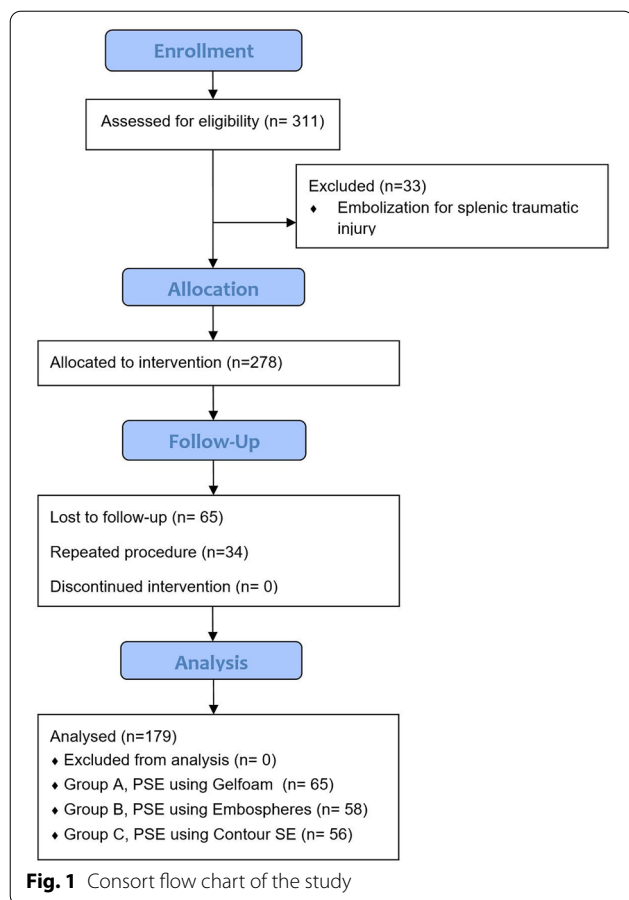 Enrollment
Assessed for eligibility (n= 311)
Excluded (n=33)
♦ Embolization for splenic traumatic
injury
Allocation
Allocated to intervention (n=278)
Follow-Up
Lost to follow-up (n= 65)
Repeated procedure (n=34)
Discontinued intervention (n= 0)
Analysis
Analysed (n=179)
♦ Excluded from analysis (n= 0)
♦ Group A, PSE using Gelfoam (n= 65)
♦ Group B, PSE using Embospheres (n= 58)
♦ Group C, PSE using Contour SE (n= 56)
Fig. 1 Consort flow chart of the study